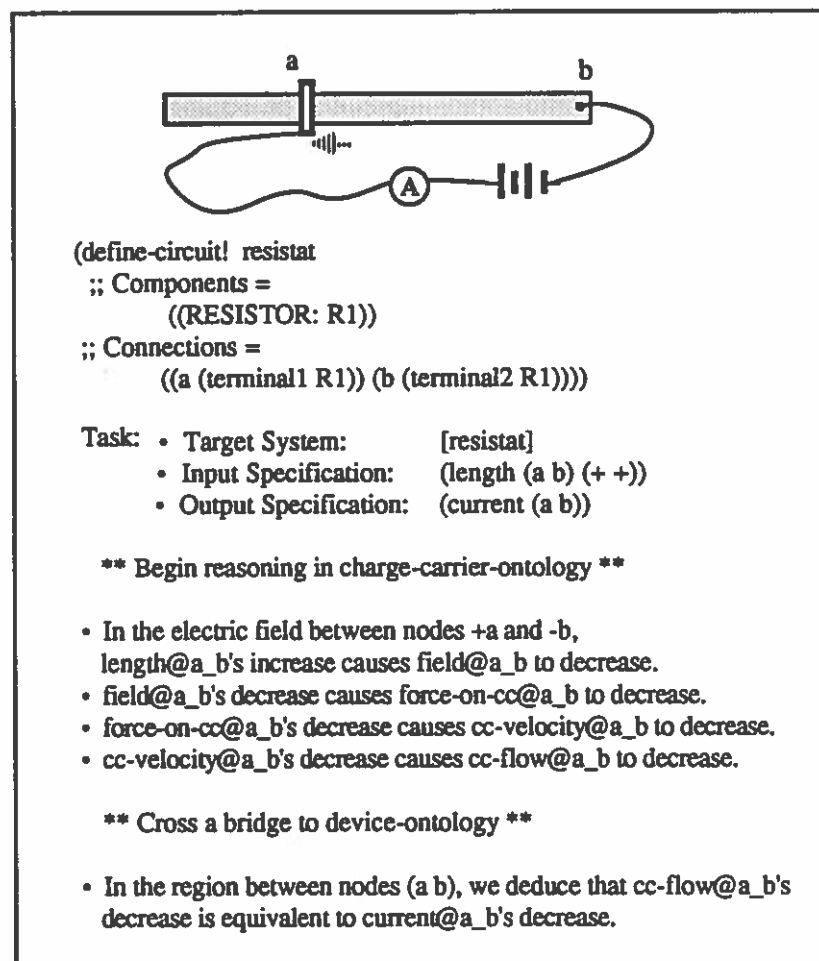 a
b
A
(define-circuit! resistat
;; Components =
((RESISTOR: R1))
;; Connections =
((a (terminal1 R1)) (b (terminal2 R1))))
Task: • Target System: [resistat]
• Input Specification: (length (a b) (+ +))
• Output Specification: (current (a b))
** Begin reasoning in charge-carrier-ontology **
• In the electric field between nodes +a and -b,
length@a_b's increase causes field@a_b to decrease.
• field@a_b's decrease causes force-on-cc@a_b to decrease.
• force-on-cc@a_b's decrease causes cc-velocity@a_b to decrease.
• cc-velocity@a_b's decrease causes cc-flow@a_b to decrease.
** Cross a bridge to device-ontology **
• In the region between nodes (a b), we deduce that cc-flow@a_b's
decrease is equivalent to current@a_b's decrease.